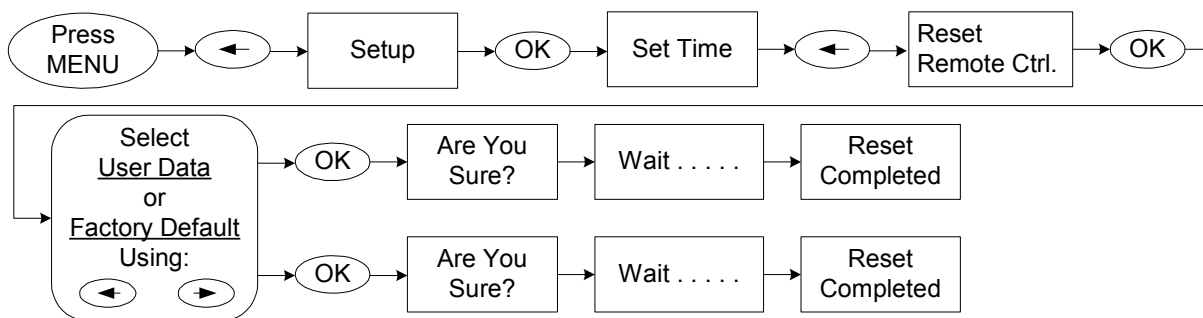 Press
MENU
Setup
OK
Set Time
Reset
Remote Ctrl.
OK
Select
User Data
or
Factory Default
Using:
OK
Are You
Sure?
Wait . . . . .
Reset
Completed
OK
Are You
Sure?
Wait . . . . .
Reset
Completed